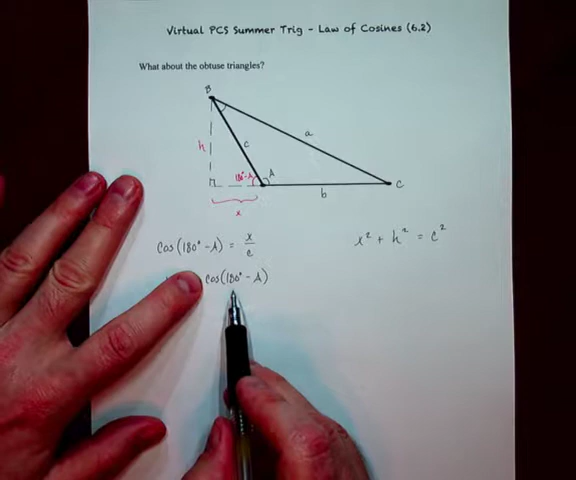 Virtual PCS Summer Trig - Law of Cosines (6.2)
What about the obtuse triangles?
B
a
h
c
180°-A
A
C
b
x
cos(180° - A) = x/c
x² + h² = c²
cos(180° - A)